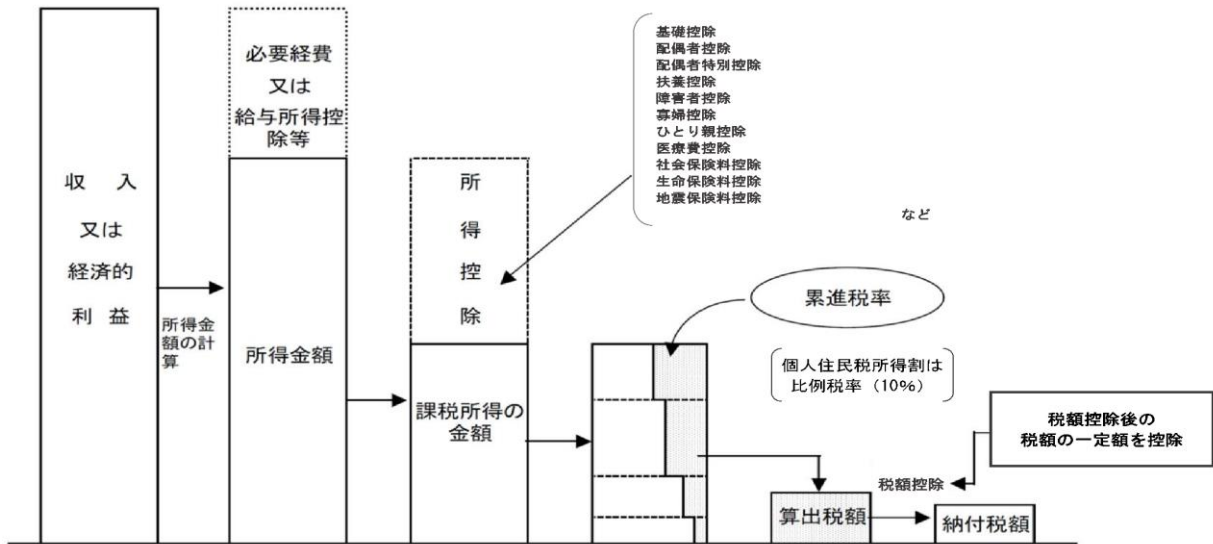 収 入
又は
経済的
利 益
所得金
額の計
算
必要経費
又は
給与所得控
除等
所得金額
所
得
控
除
課税所得の
金額
基礎控除
配偶者控除
配偶者特別控除
扶養控除
障害者控除
寡婦控除
ひとり親控除
医療費控除
社会保険料控除
生命保険料控除
地震保険料控除
など
累進税率
個人住民税所得割は
比例税率（10%）
算出税額
税額控除
税額控除後の
税額の一定額を控除
納付税額